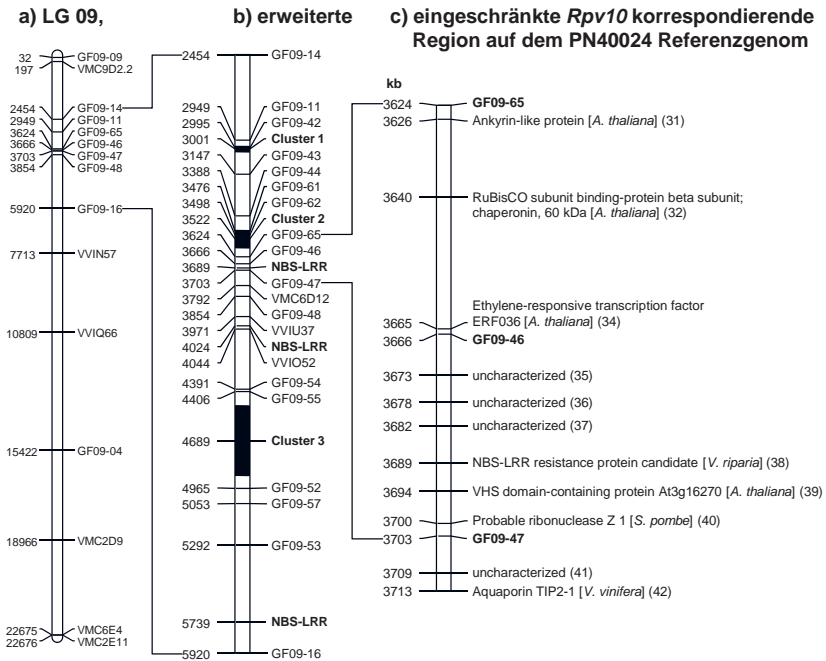 a) LG 09,
32 GF09-09
197 VMC9D2.2
2454 GF09-14
2949 GF09-11
3624 GF09-65
3666 GF09-46
3703 GF09-47
3854 GF09-48
5920 GF09-16
7713 VVIN57
10809 VVIQ66
15422 GF09-04
18966 VMC2D9
22675 VMC6E4
22676 VMC2E11
b) erweiterte
2454 GF09-14
2949 GF09-11
2995 GF09-42
3001 Cluster 1
3147 GF09-43
3388 GF09-44
3476 GF09-61
3498 GF09-62
3522 Cluster 2
3624 GF09-65
3666 GF09-46
3689 NBS-LRR
3703 GF09-47
3792 VMC6D12
3854 GF09-48
3971 VVIU37
4024 NBS-LRR
4044 VVIO52
4391 GF09-54
4406 GF09-55
4689 Cluster 3
4965 GF09-52
5053 GF09-57
5292 GF09-53
5739 NBS-LRR
5920 GF09-16
c) eingeschränkte Rpv10 korrespondierende
Region auf dem PN40024 Referenzgenom
kb
3624 GF09-65
3626 Ankyrin-like protein [A. thaliana] (31)
3640 RuBisCO subunit binding-protein beta subunit;
chaperonin, 60 kDa [A. thaliana] (32)
Ethylene-responsive transcription factor
3665 ERF036 [A. thaliana] (34)
3666 GF09-46
3673 uncharacterized (35)
3678 uncharacterized (36)
3682 uncharacterized (37)
3689 NBS-LRR resistance protein candidate [V. riparia] (38)
3694 VHS domain-containing protein At3g16270 [A. thaliana] (39)
3700 Probable ribonuclease Z 1 [S. pombe] (40)
3703 GF09-47
3709 uncharacterized (41)
3713 Aquaporin TIP2-1 [V. vinifera] (42)